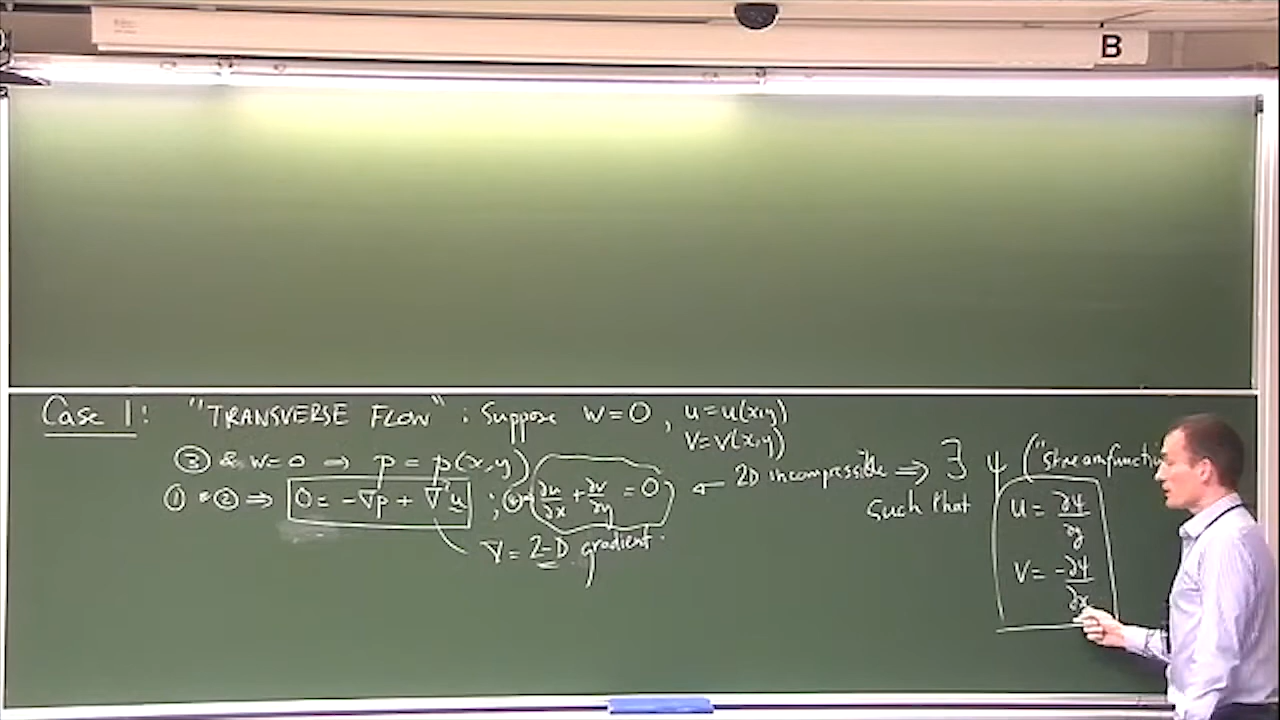 B
Case 1: "TRANSVERSE FLOW": Suppose w=0, u=u(x,y)
v=v(x,y)
③ & w=0 ⇒ p = p(x,y)
① & ② ⇒ 0 = -∇p + ∇²u ; ④ ⇒ ∂u/∂x + ∂v/∂y = 0 ← 2D incompressible ⇒ ∃ ψ ("streamfunctio
such that
u = ∂ψ/∂y
∇ = 2-D gradient.
v = -∂ψ/∂x